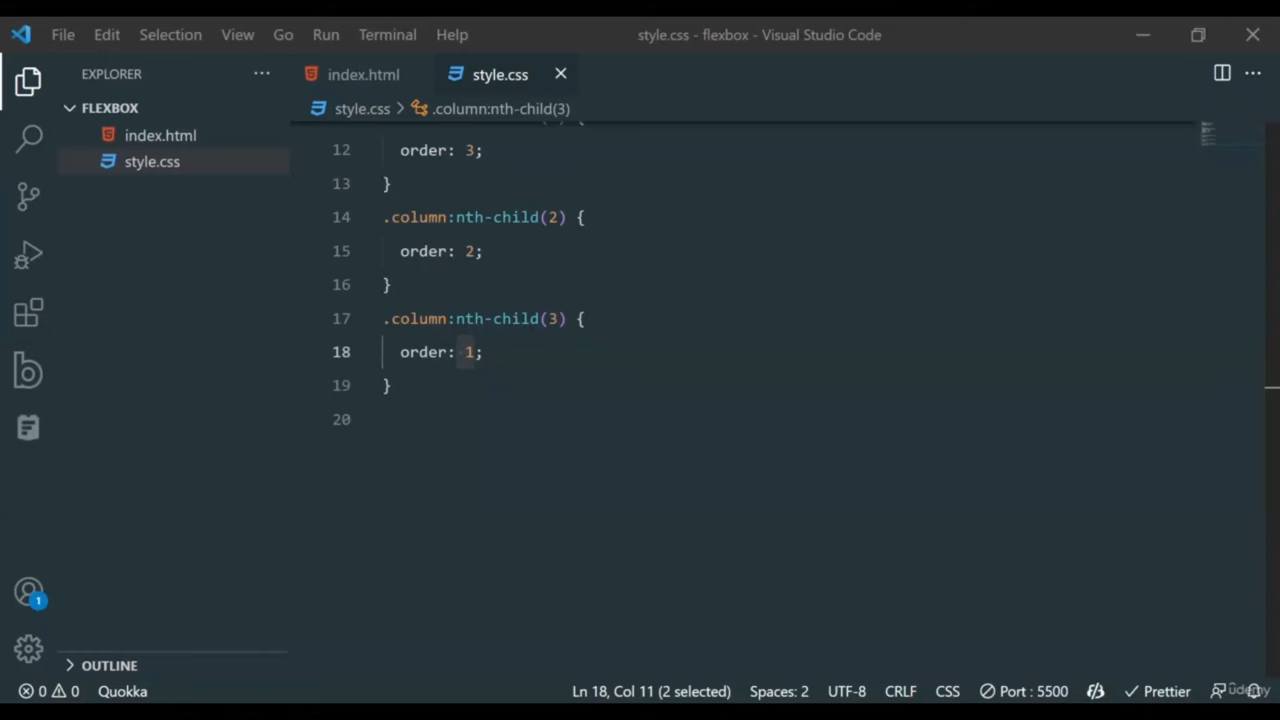 File Edit Selection View Go Run Terminal Help style.css - flexbox - Visual Studio Code
EXPLORER
FLEXBOX
index.html
style.css
OUTLINE
index.html style.css
style.css > .column:nth-child(3)
12 order: 3;
13 }
14 .column:nth-child(2) {
15 order: 2;
16 }
17 .column:nth-child(3) {
18 order: 1;
19 }
20
1
0 0 Quokka Ln 18, Col 11 (2 selected) Spaces: 2 UTF-8 CRLF CSS Port : 5500 Prettier
udemy